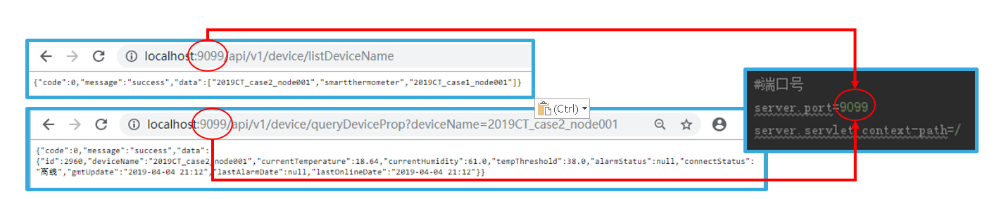 localhost:9099/api/v1/device/listDeviceName
{"code":0,"message":"success","data":["2019CT_case2_node001","smartthermometer","2019CT_case1_node001"]}
(Ctrl)
localhost:9099/api/v1/device/queryDeviceProp?deviceName=2019CT_case2_node001
{"code":0,"message":"success","data":
{"id":2960,"deviceName":"2019CT_case2_node001","currentTemperature":18.64,"currentHumidity":61.0,"tempThreshold":38.0,"alarmStatus":null,"connectStatus":
"离线","gmtUpdate":"2019-04-04 21:12","lastAlarmDate":null,"lastOnlineDate":"2019-04-04 21:12"}}
#端口号
server.port=9099
server.servlet.context-path=/